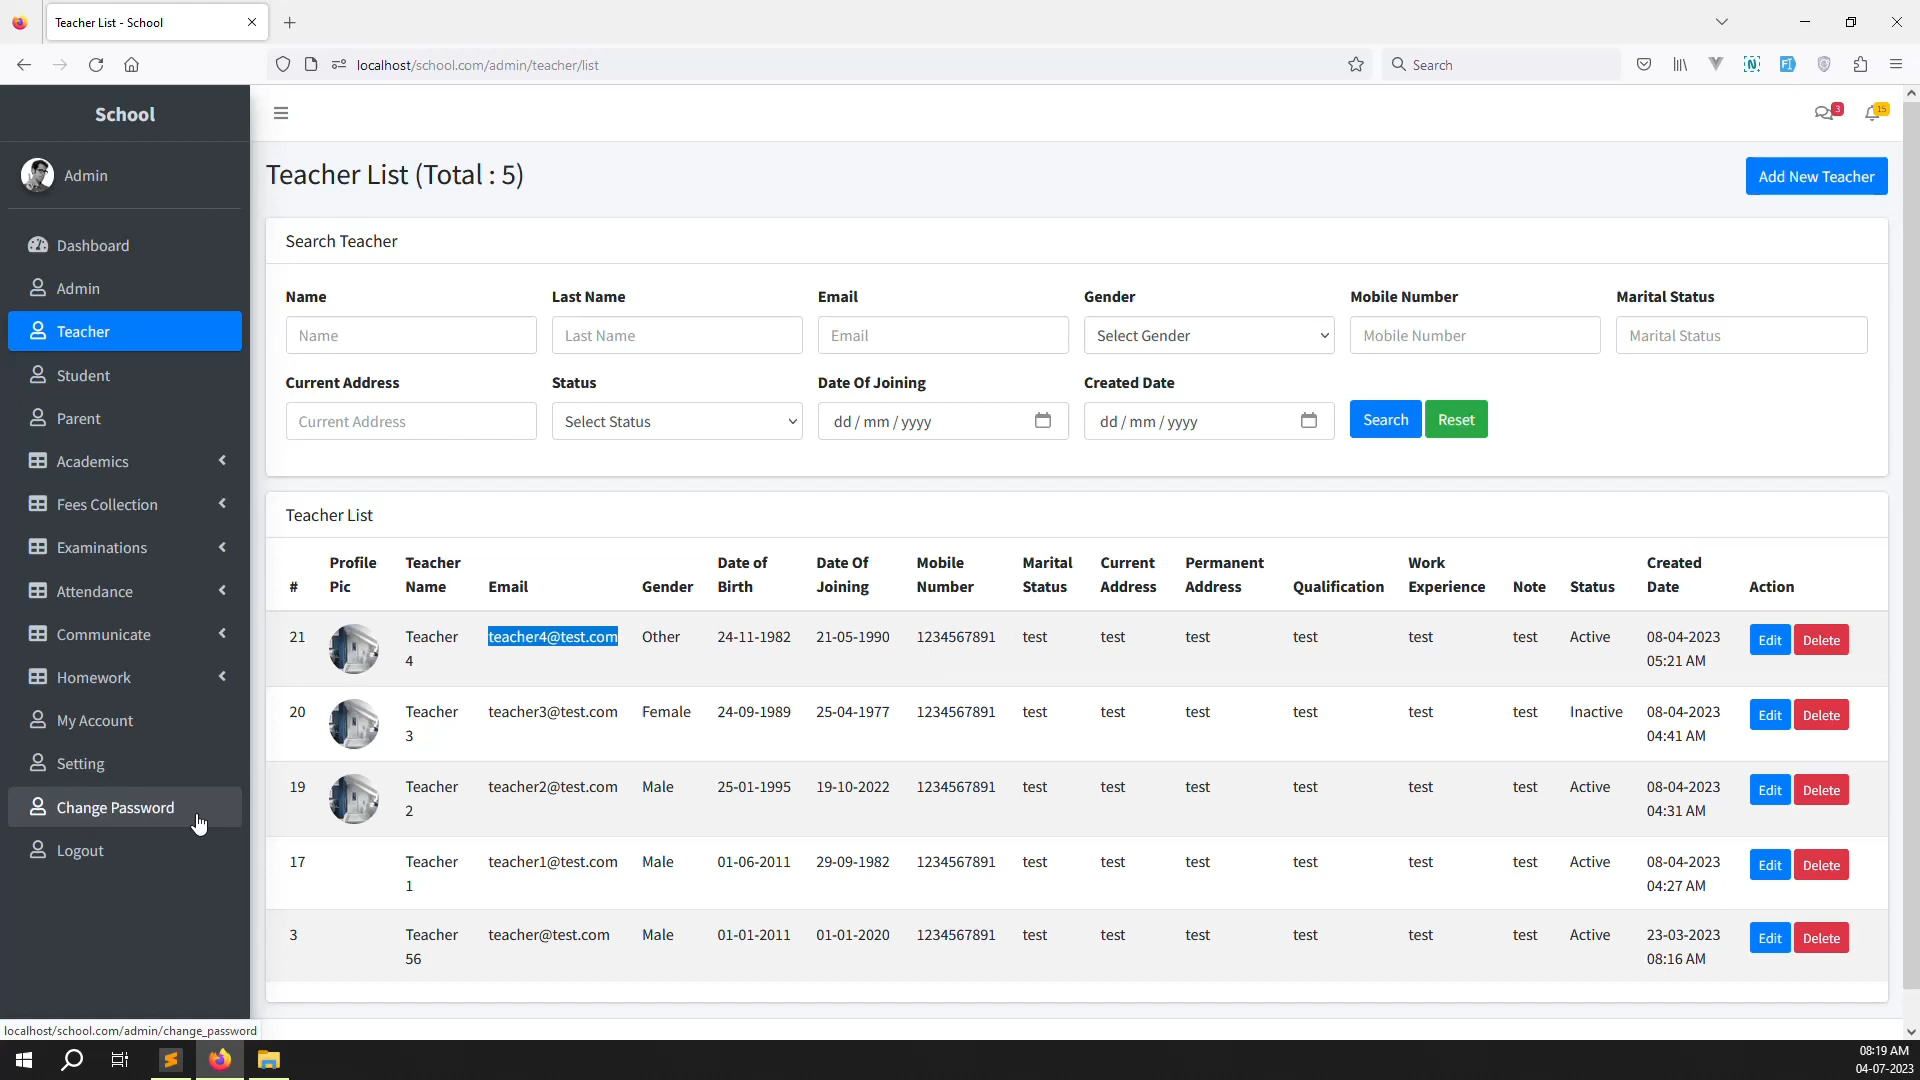 Teacher List - School
localhost/school.com/admin/teacher/list
Search
School
3
15
Admin
Teacher List (Total : 5)
Add New Teacher
Dashboard
Admin
Teacher
Student
Parent
Academics
Fees Collection
Examinations
Attendance
Communicate
Homework
My Account
Setting
Change Password
Logout
Search Teacher
Name Last Name Email Gender Mobile Number Marital Status
Name Last Name Email Select Gender Mobile Number Marital Status
Current Address Status Date Of Joining Created Date
Current Address Select Status dd / mm / yyyy dd / mm / yyyy Search Reset
Teacher List
Profile Teacher Date of Date Of Mobile Marital Current Permanent Work Created
# Pic Name Email Gender Birth Joining Number Status Address Address Qualification Experience Note Status Date Action
21 Teacher teacher4@test.com Other 24-11-1982 21-05-1990 1234567891 test test test test test test Active 08-04-2023 Edit Delete
4 05:21 AM
20 Teacher teacher3@test.com Female 24-09-1989 25-04-1977 1234567891 test test test test test test Inactive 08-04-2023 Edit Delete
3 04:41 AM
19 Teacher teacher2@test.com Male 25-01-1995 19-10-2022 1234567891 test test test test test test Active 08-04-2023 Edit Delete
2 04:31 AM
17 Teacher teacher1@test.com Male 01-06-2011 29-09-1982 1234567891 test test test test test test Active 08-04-2023 Edit Delete
1 04:27 AM
3 Teacher teacher@test.com Male 01-01-2011 01-01-2020 1234567891 test test test test test test Active 23-03-2023 Edit Delete
56 08:16 AM
localhost/school.com/admin/change_password
08:19 AM
04-07-2023